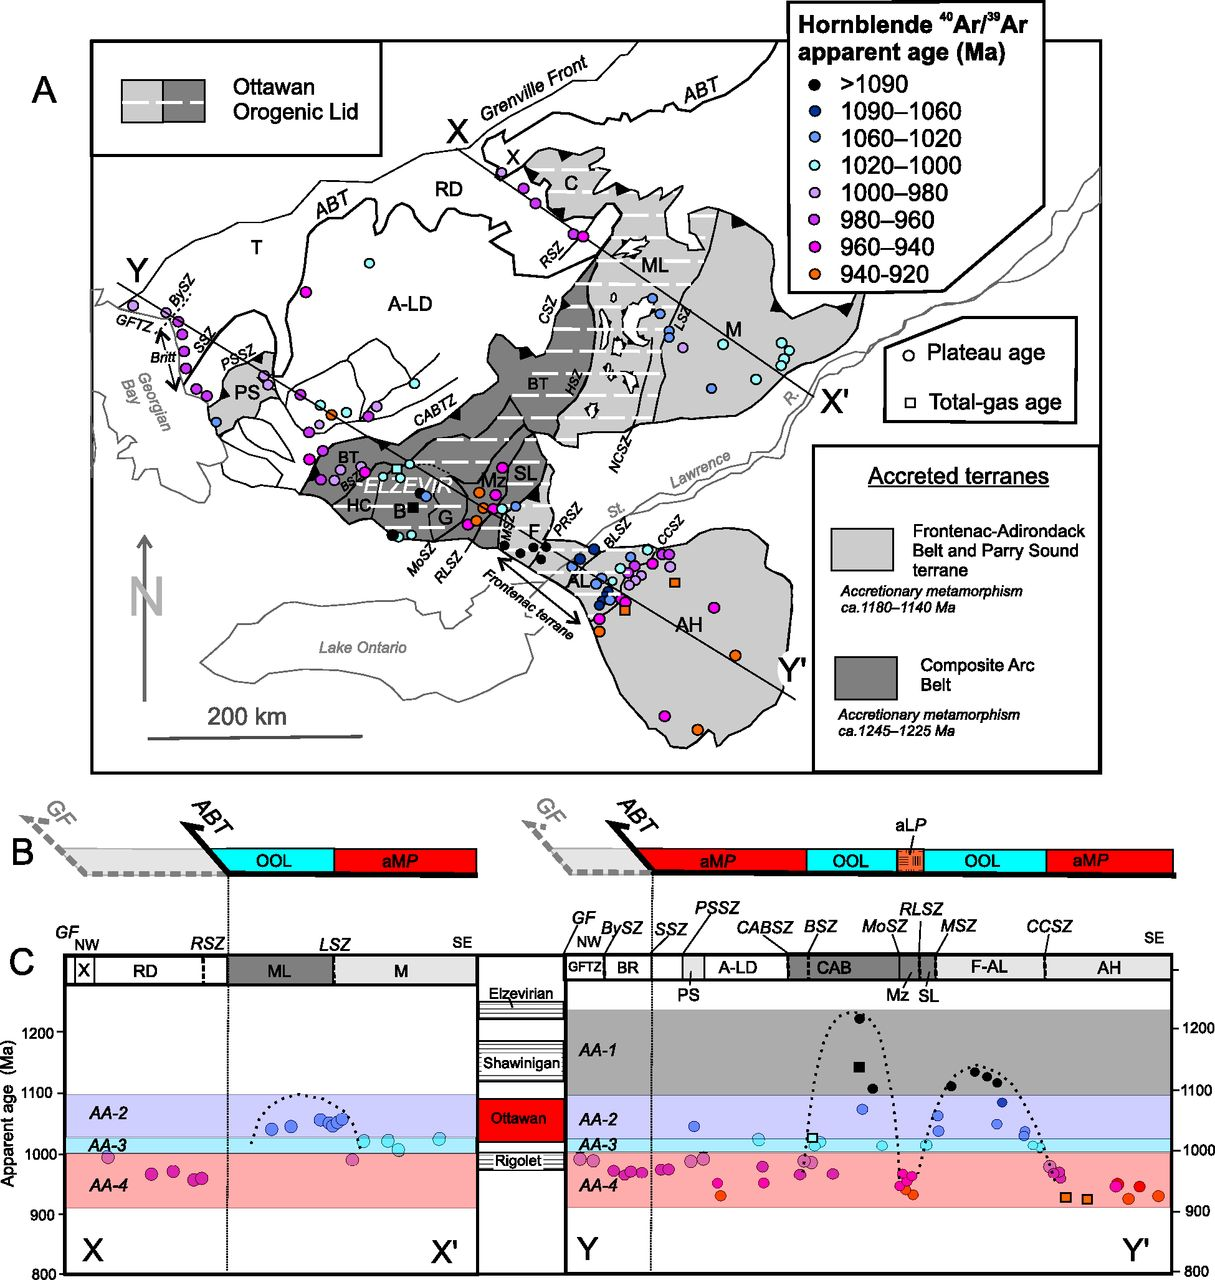 A
Ottawan
Orogenic Lid
Hornblende ⁴⁰Ar/³⁹Ar
apparent age (Ma)
>1090
1090–1060
1060–1020
1020–1000
1000–980
980–960
960–940
940-920
Plateau age
Total-gas age
Accreted terranes
Frontenac-Adirondack
Belt and Parry Sound
terrane
Accretionary metamorphism
ca.1180–1140 Ma
Composite Arc
Belt
Accretionary metamorphism
ca.1245–1225 Ma
Grenville Front
ABT
X
X
C
RD
ABT
T
RSZ
ML
Y
BySZ
A-LD
CSZ
LSZ
M
GFTZ
SSZ
Britt
PSSZ
Georgian
Bay
PS
BT
HSZ
X'
CABTZ
R.
NCSZ
Lawrence
St.
BT
BSZ
ELZEVIR
Mz
SL
HC
B
G
F
MSZ
PRSZ
MoSZ
RLSZ
BLSZ
CCSZ
AL
Frontenac terrane
AH
Y'
N
Lake Ontario
200 km
B
GF
ABT
OOL
aMP
GF
ABT
aMP
OOL
aLP
OOL
aMP
C
GF
NW
RSZ
LSZ
SE
GF
NW
BySZ
SSZ
PSSZ
CABSZ
BSZ
MoSZ
RLSZ
MSZ
CCSZ
SE
X
RD
ML
M
GFTZ
BR
PS
A-LD
CAB
Mz
SL
F-AL
AH
Elzevirian
Shawinigan
Ottawan
Rigolet
Apparent age (Ma)
1200
1100
1000
900
800
AA-2
AA-3
AA-4
X
X'
AA-1
AA-2
AA-3
AA-4
Y
Y'
1200
1100
1000
900
800